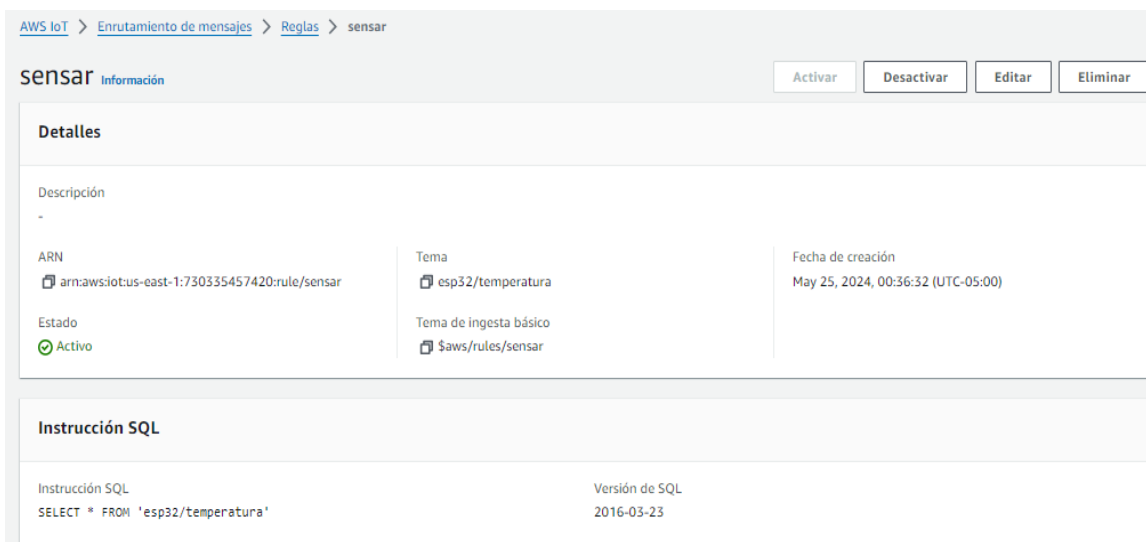 AWS IoT > Enrutamiento de mensajes > Reglas > sensar
sensar Información
Activar Desactivar Editar Eliminar
Detalles
Descripción
-
ARN Tema Fecha de creación
arn:aws:iot:us-east-1:730335457420:rule/sensar esp32/temperatura May 25, 2024, 00:36:32 (UTC-05:00)
Estado Tema de ingesta básico
Activo $aws/rules/sensar
Instrucción SQL
Instrucción SQL Versión de SQL
SELECT * FROM 'esp32/temperatura' 2016-03-23